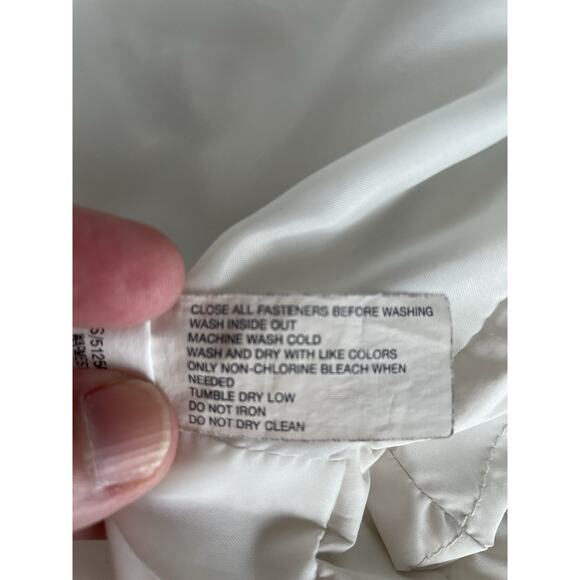 CLOSE ALL FASTENERS BEFORE WASHING
WASH INSIDE OUT
MACHINE WASH COLD
WASH AND DRY WITH LIKE COLORS
ONLY NON-CHLORINE BLEACH WHEN
NEEDED
TUMBLE DRY LOW
DO NOT IRON
DO NOT DRY CLEAN